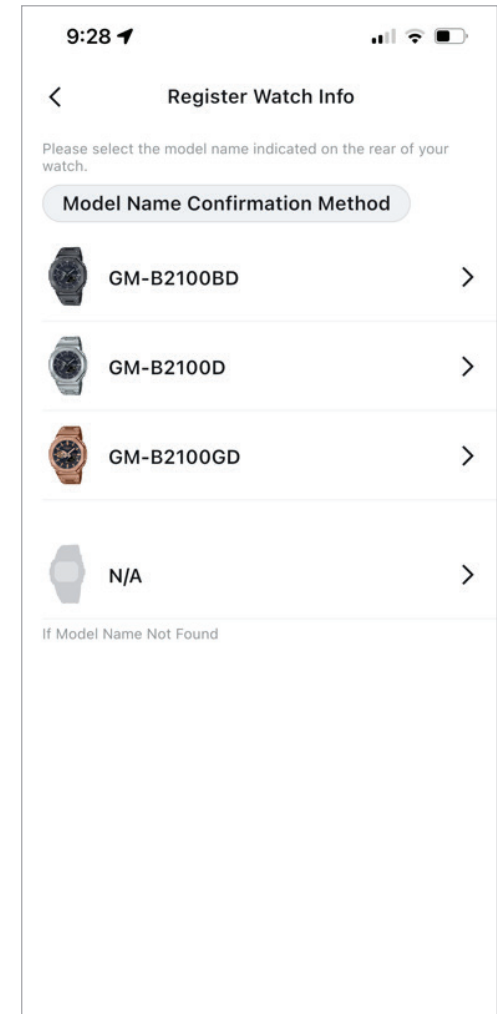 9:28
Register Watch Info
Please select the model name indicated on the rear of your
watch.
Model Name Confirmation Method
GM-B2100BD
GM-B2100D
GM-B2100GD
N/A
If Model Name Not Found